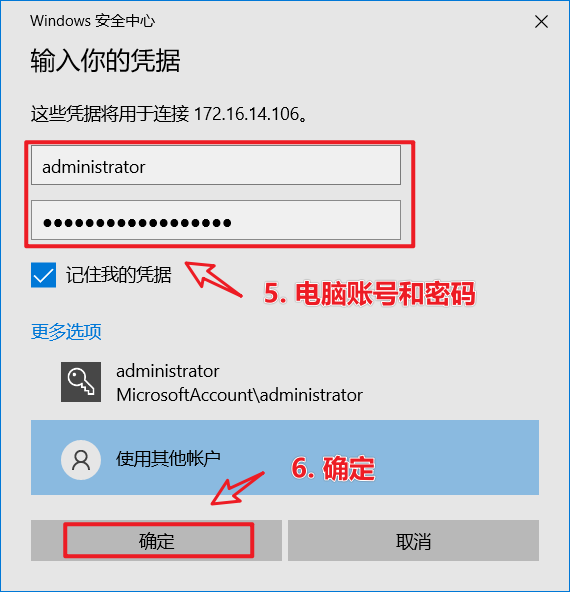 Windows 安全中心
输入你的凭据
这些凭据将用于连接 172.16.14.106。
administrator
●●●●●●●●●●●●●●●●●●
记住我的凭据
5. 电脑账号和密码
更多选项
administrator
MicrosoftAccount\administrator
使用其他帐户
6. 确定
确定
取消